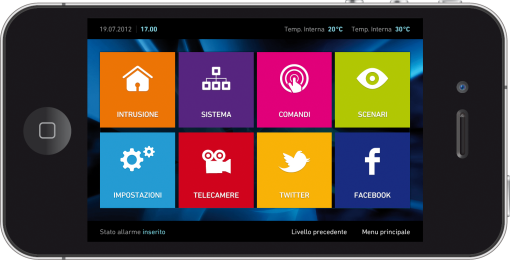 19.07.2012 | 17.00 Temp. Interna 20°C Temp. Interna 30°C
INTRUSIONE SISTEMA COMANDI SCENARI
IMPOSTAZIONI TELECAMERE TWITTER FACEBOOK
Stato allarme inserito Livello precedente Menu principale